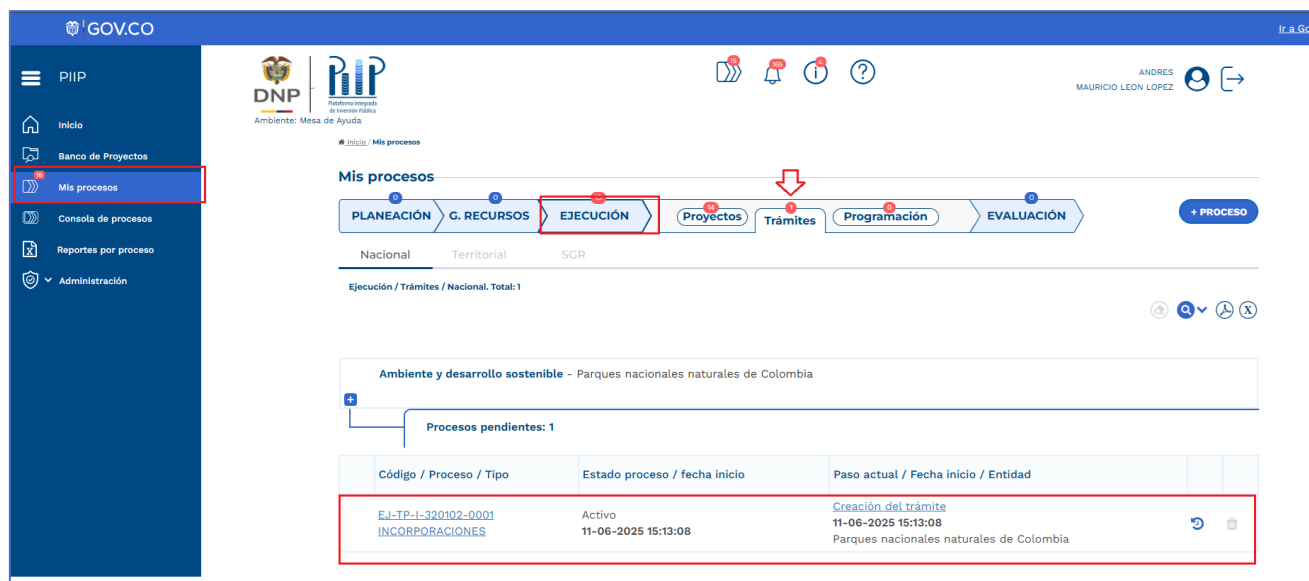 GOV.CO
Ir a Go
PIIP
Inicio
Banco de Proyectos
16
Mis procesos
Consola de procesos
Reportes por proceso
Administración
DNP
PIIP
Plataforma Integrada
de Inversión Pública
Ambiente: Mesa de Ayuda
15
165
4
ANDRES
MAURICIO LEON LOPEZ
Inicio / Mis procesos
Mis procesos
0
PLANEACIÓN
0
G. RECURSOS
EJECUCIÓN
14
Proyectos
1
Trámites
0
Programación
0
EVALUACIÓN
+ PROCESO
Nacional
Territorial
SGR
Ejecución / Trámites / Nacional. Total: 1
Ambiente y desarrollo sostenible - Parques nacionales naturales de Colombia
Procesos pendientes: 1
Código / Proceso / Tipo
Estado proceso / fecha inicio
Paso actual / Fecha inicio / Entidad
EJ-TP-I-320102-0001
INCORPORACIONES
Activo
11-06-2025 15:13:08
Creación del trámite
11-06-2025 15:13:08
Parques nacionales naturales de Colombia